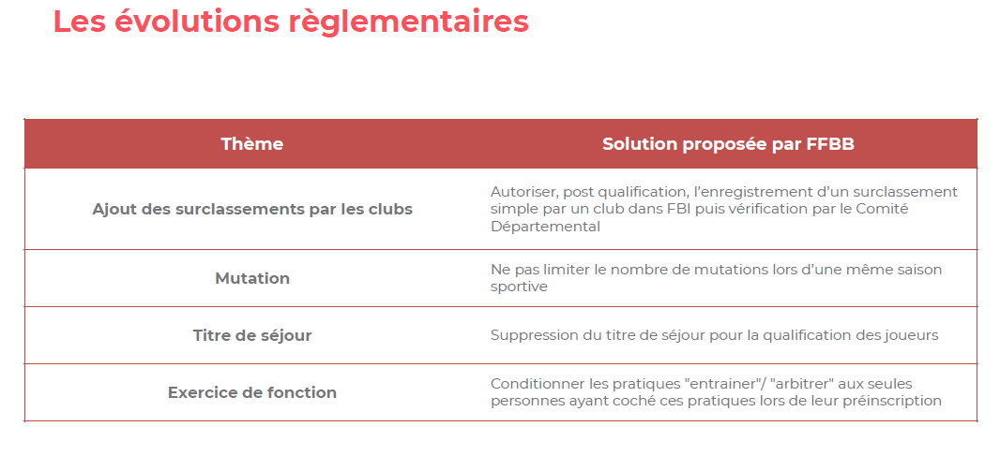 Les évolutions règlementaires
Thème
Solution proposée par FFBB
Ajout des surclassements par les clubs
Autoriser, post qualification, l'enregistrement d'un surclassement
simple par un club dans FBI puis vérification par le Comité
Départemental
Mutation
Ne pas limiter le nombre de mutations lors d'une même saison
sportive
Titre de séjour
Suppression du titre de séjour pour la qualification des joueurs
Exercice de fonction
Conditionner les pratiques "entrainer"/ "arbitrer" aux seules
personnes ayant coché ces pratiques lors de leur préinscription